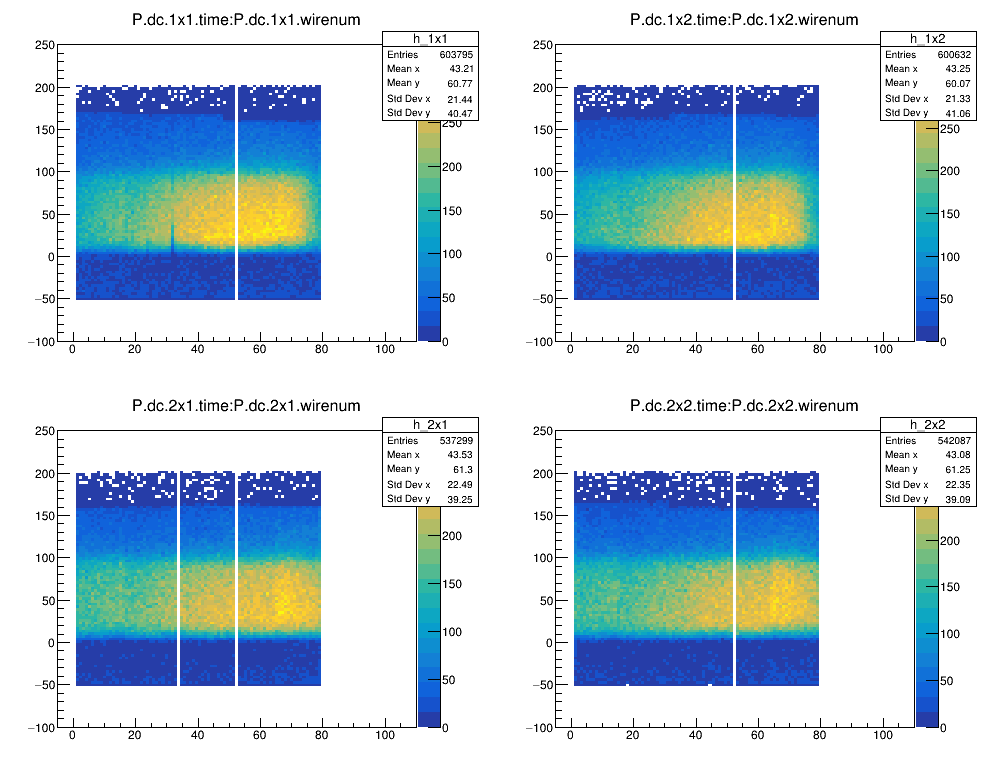 P.dc.1x1.time:P.dc.1x1.wirenum
h_1x1
Entries 603795
Mean x 43.21
Mean y 60.77
Std Dev x 21.44
Std Dev y 40.47
250
200
150
100
50
0
−50
−100
0 20 40 60 80 100
250
200
150
100
50
0
P.dc.1x2.time:P.dc.1x2.wirenum
h_1x2
Entries 600632
Mean x 43.25
Mean y 60.07
Std Dev x 21.33
Std Dev y 41.06
250
200
150
100
50
0
−50
−100
0 20 40 60 80 100
250
200
150
100
50
0
P.dc.2x1.time:P.dc.2x1.wirenum
h_2x1
Entries 537299
Mean x 43.53
Mean y 61.3
Std Dev x 22.49
Std Dev y 39.25
250
200
150
100
50
0
−50
−100
0 20 40 60 80 100
200
150
100
50
0
P.dc.2x2.time:P.dc.2x2.wirenum
h_2x2
Entries 542087
Mean x 43.08
Mean y 61.25
Std Dev x 22.35
Std Dev y 39.09
250
200
150
100
50
0
−50
−100
0 20 40 60 80 100
200
150
100
50
0